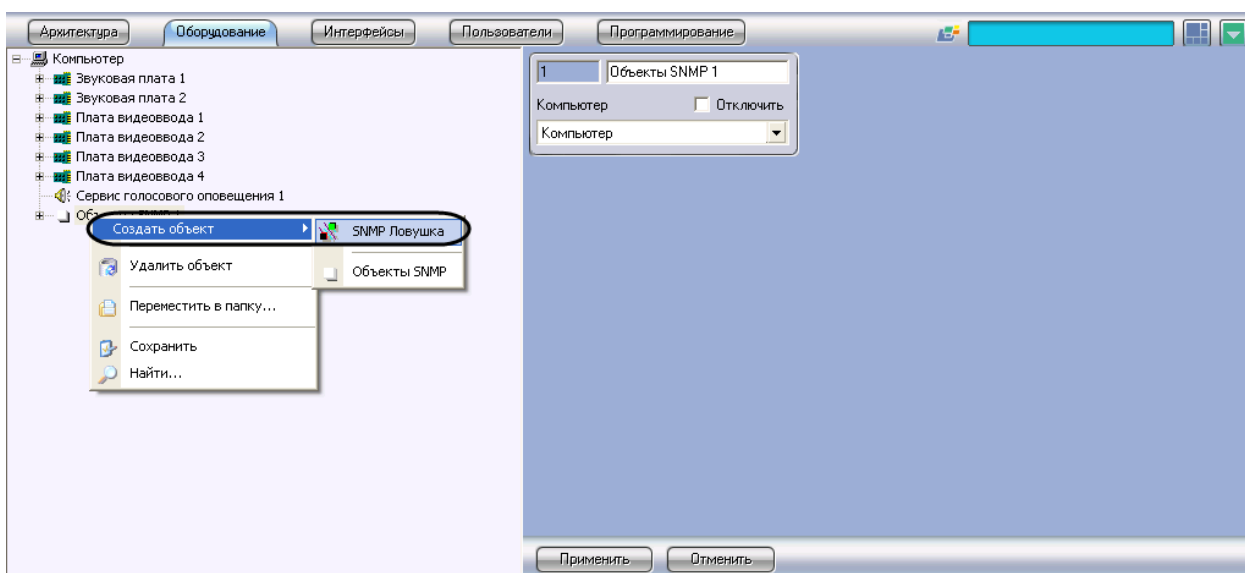 Архитектура Оборудование Интерфейсы Пользователи Программирование
Компьютер
Звуковая плата 1
Звуковая плата 2
Плата видеоввода 1
Плата видеоввода 2
Плата видеоввода 3
Плата видеоввода 4
Сервис голосового оповещения 1
Создать объект
Удалить объект
Переместить в папку...
Сохранить
Найти...
SNMP Ловушка
Объекты SNMP
1 Объекты SNMP 1
Компьютер Отключить
Компьютер
Применить Отменить